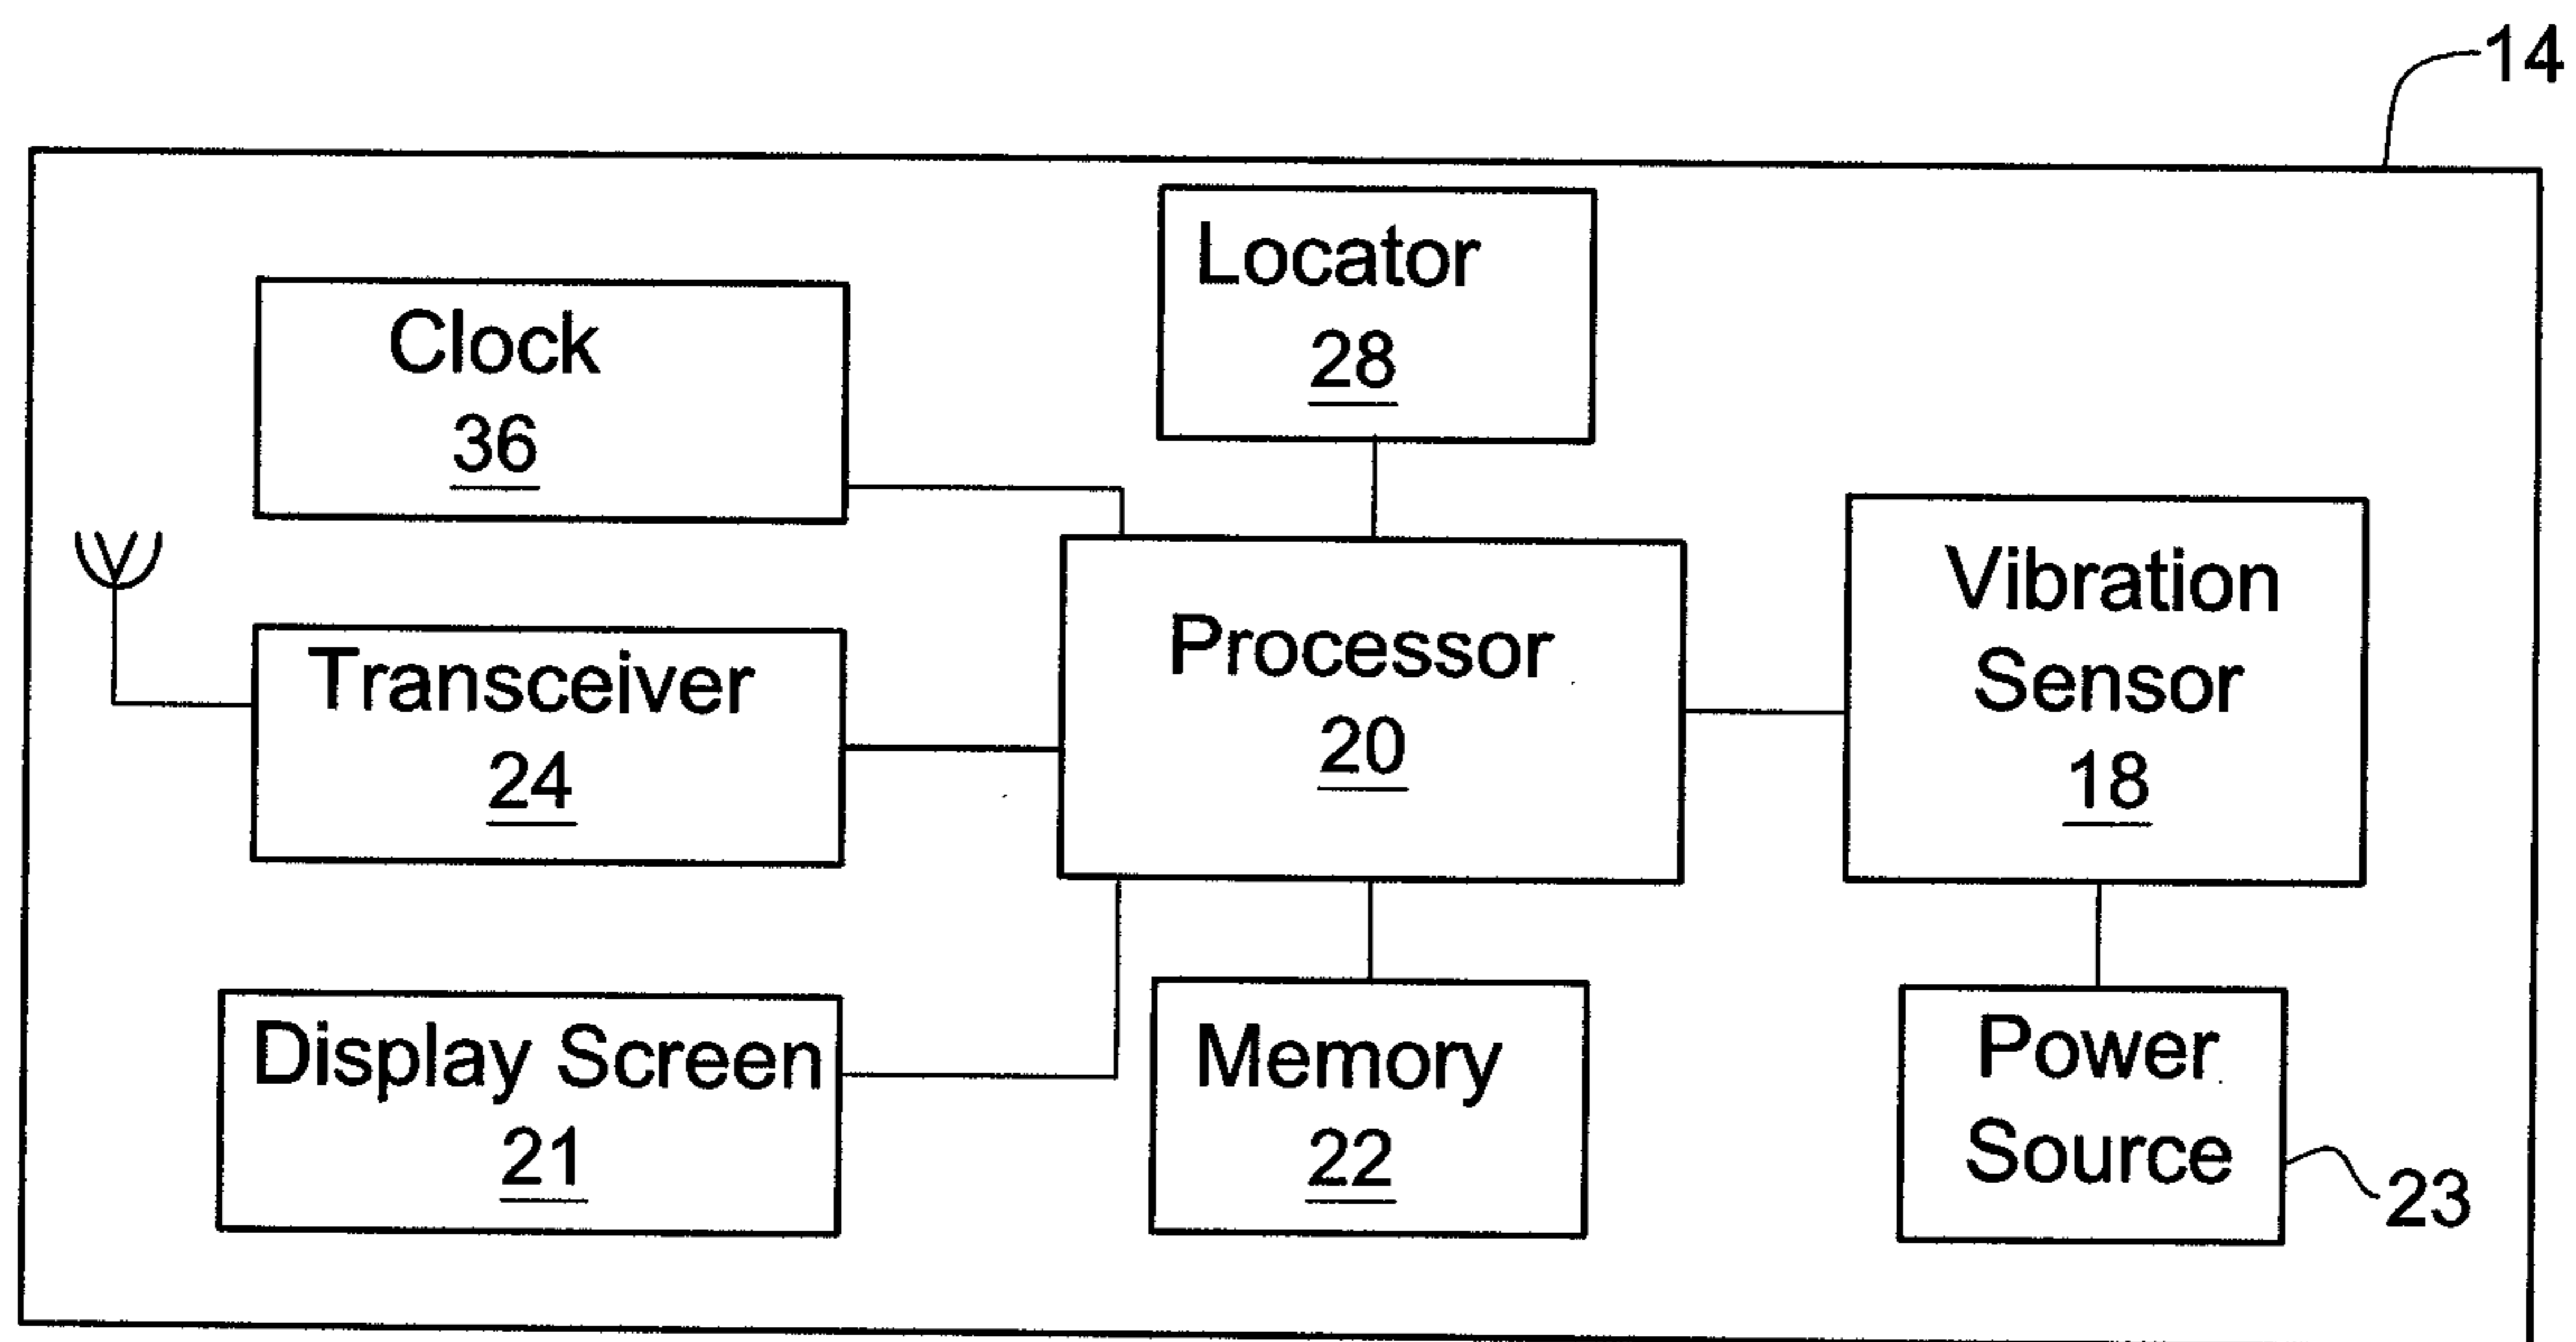 14
Locator
28
Clock
36
Vibration
Sensor
18
Processor
20
Transceiver
24
Display Screen
21
Memory
22
Power
Source
23